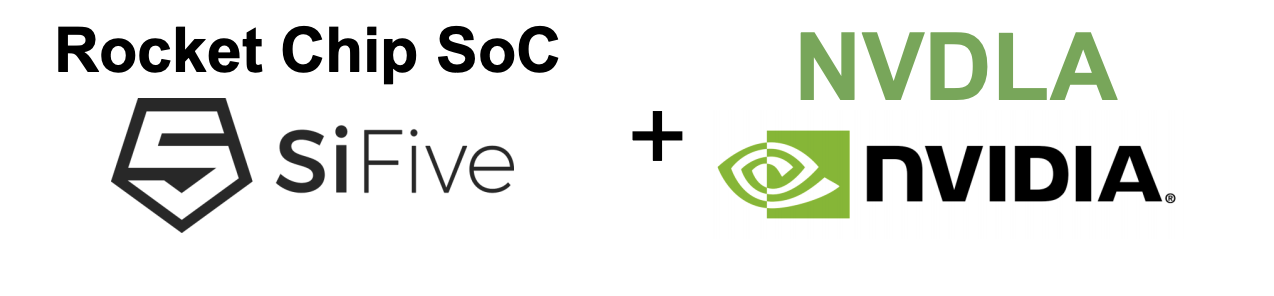 Rocket Chip SoC
SiFive
+
NVDLA
NVIDIA®